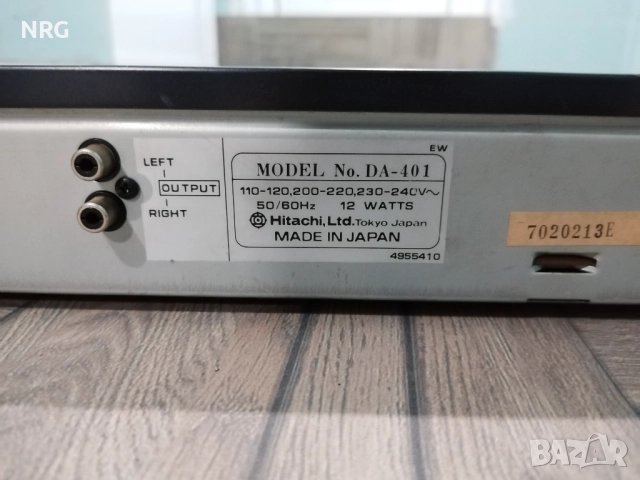 NRG
EW
LEFT
OUTPUT
RIGHT
MODEL No. DA-401
110-120,200-220,230-240V~
50/60Hz 12 WATTS
Hitachi, Ltd. Tokyo Japan
MADE IN JAPAN
4955410
7020213E
BAZAR